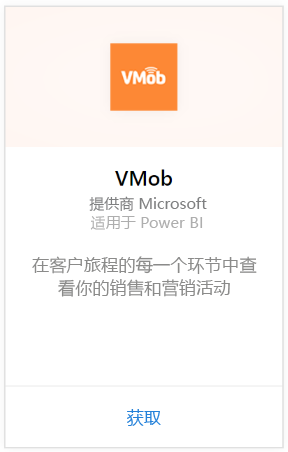 VMob
VMob
提供商 Microsoft
适用于 Power BI
在客户旅程的每一个环节中查
看你的销售和营销活动
获取